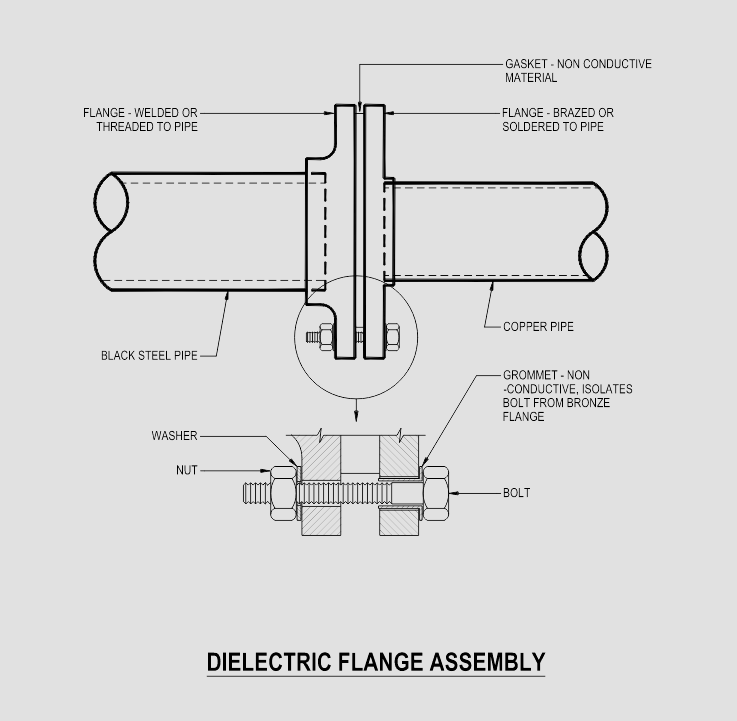 GASKET - NON CONDUCTIVE
MATERIAL
FLANGE - WELDED OR
THREADED TO PIPE
FLANGE - BRAZED OR
SOLDERED TO PIPE
COPPER PIPE
BLACK STEEL PIPE
GROMMET - NON
-CONDUCTIVE, ISOLATES
BOLT FROM BRONZE
FLANGE
WASHER
NUT
BOLT
DIELECTRIC FLANGE ASSEMBLY